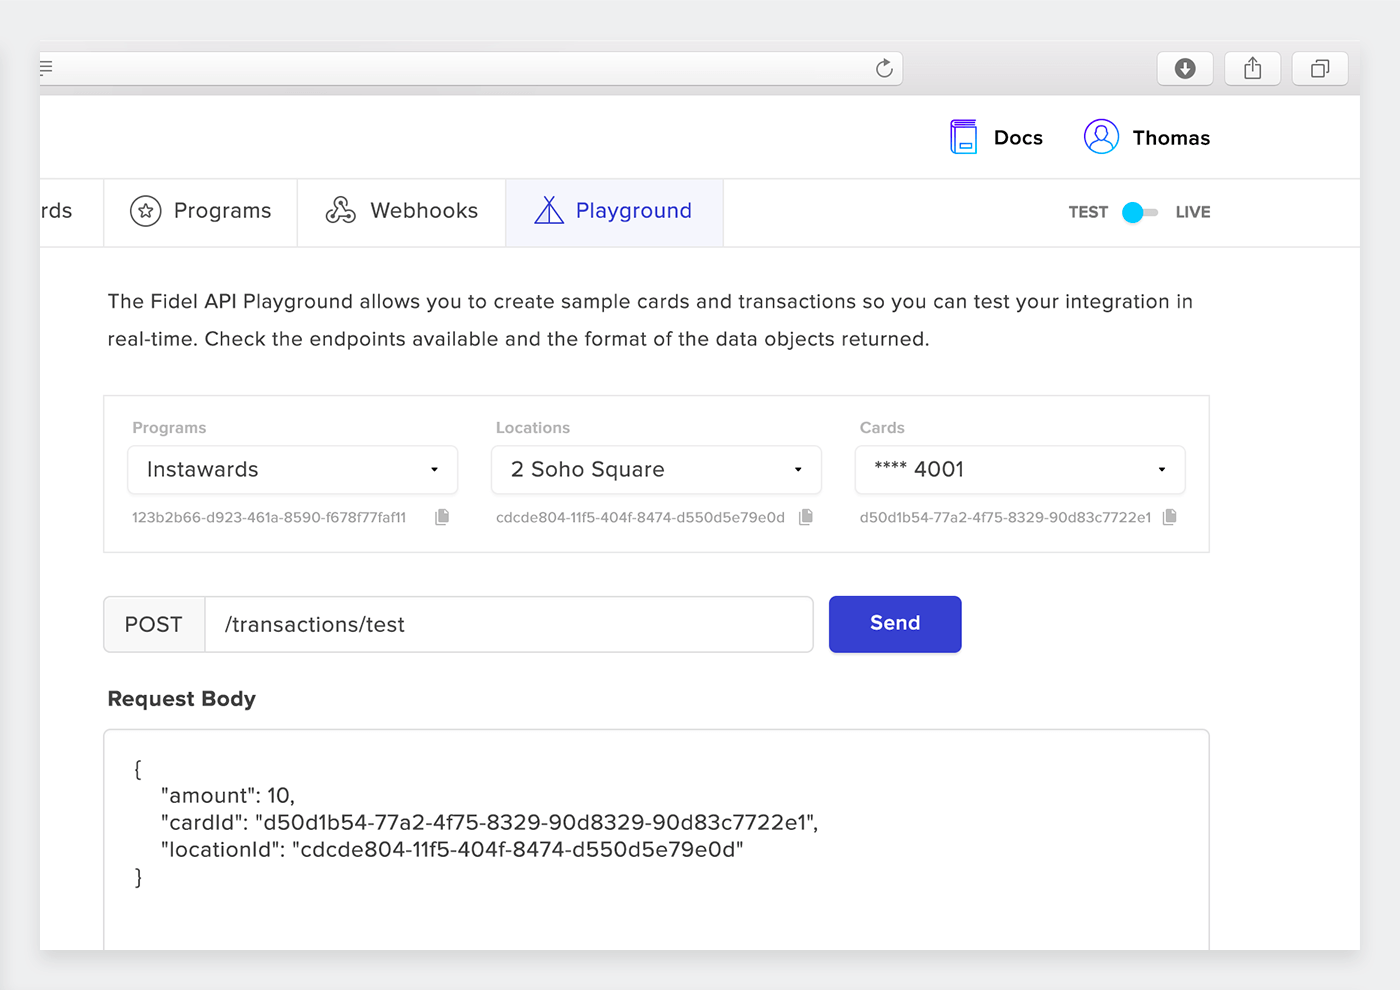 Docs
Thomas
rds
Programs
Webhooks
Playground
TEST
LIVE
The Fidel API Playground allows you to create sample cards and transactions so you can test your integration in
real-time. Check the endpoints available and the format of the data objects returned.
Programs
Locations
Cards
Instawards
2 Soho Square
**** 4001
123b2b66-d923-461a-8590-f678f77faf11
cdcde804-11f5-404f-8474-d550d5e79e0d
d50d1b54-77a2-4f75-8329-90d83c7722e1
POST
/transactions/test
Send
Request Body
{
"amount": 10,
"cardId": "d50d1b54-77a2-4f75-8329-90d8329-90d83c7722e1",
"locationId": "cdcde804-11f5-404f-8474-d550d5e79e0d"
}